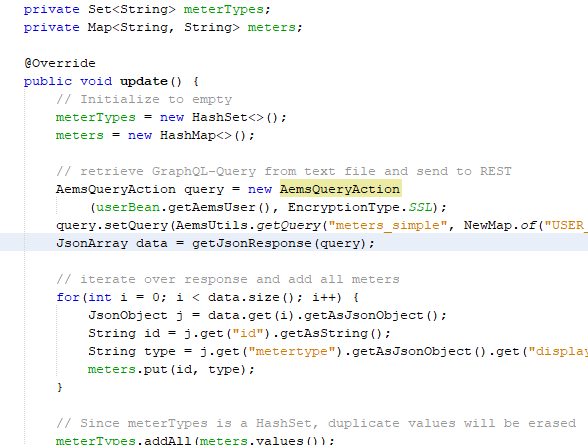 private Set<String> meterTypes;
private Map<String, String> meters;
@Override
public void update() {
// Initialize to empty
meterTypes = new HashSet<>();
meters = new HashMap<>();
// retrieve GraphQL-Query from text file and send to REST
AemsQueryAction query = new AemsQueryAction
(userBean.getAemsUser(), EncryptionType.SSL);
query.setQuery(AemsUtils.getQuery("meters_simple", NewMap.of("USER_
JsonArray data = getJsonResponse(query);
// iterate over response and add all meters
for(int i = 0; i < data.size(); i++) {
JsonObject j = data.get(i).getAsJsonObject();
String id = j.get("id").getAsString();
String type = j.get("metertype").getAsJsonObject().get("display
meters.put(id, type);
}
// Since meterTypes is a HashSet, duplicate values will be erased
meterTypes.addAll(meters.values());